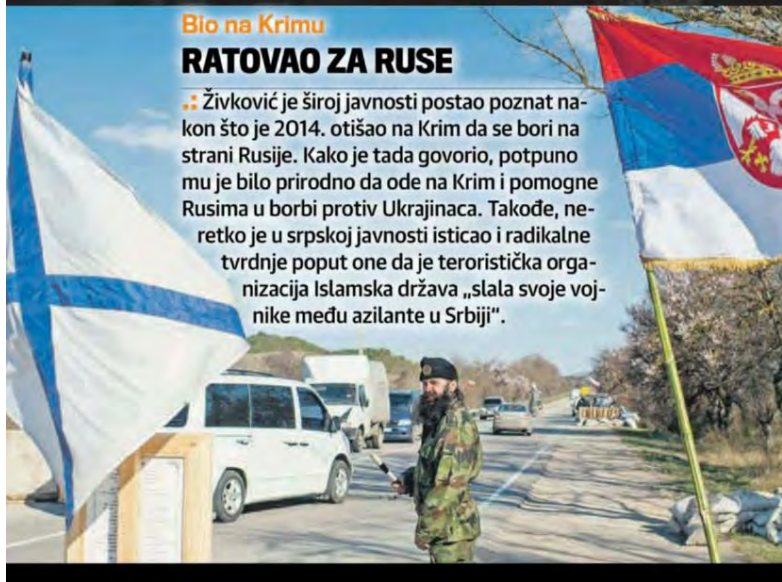 Bio na Krimu
RATOVAO ZA RUSE
.: Živković je široj javnosti postao poznat na-
kon što je 2014. otišao na Krim da se bori na
strani Rusije. Kako je tada govorio, potpuno
mu je bilo prirodno da ode na Krim i pomogne
Rusima u borbi protiv Ukrajinaca. Takođe, ne-
retko je u srpskoj javnosti isticao i radikalne
tvrdnje poput one da je teroristička orga-
nizacija Islamska država „slala svoje voj-
nike među azilante u Srbiji“.